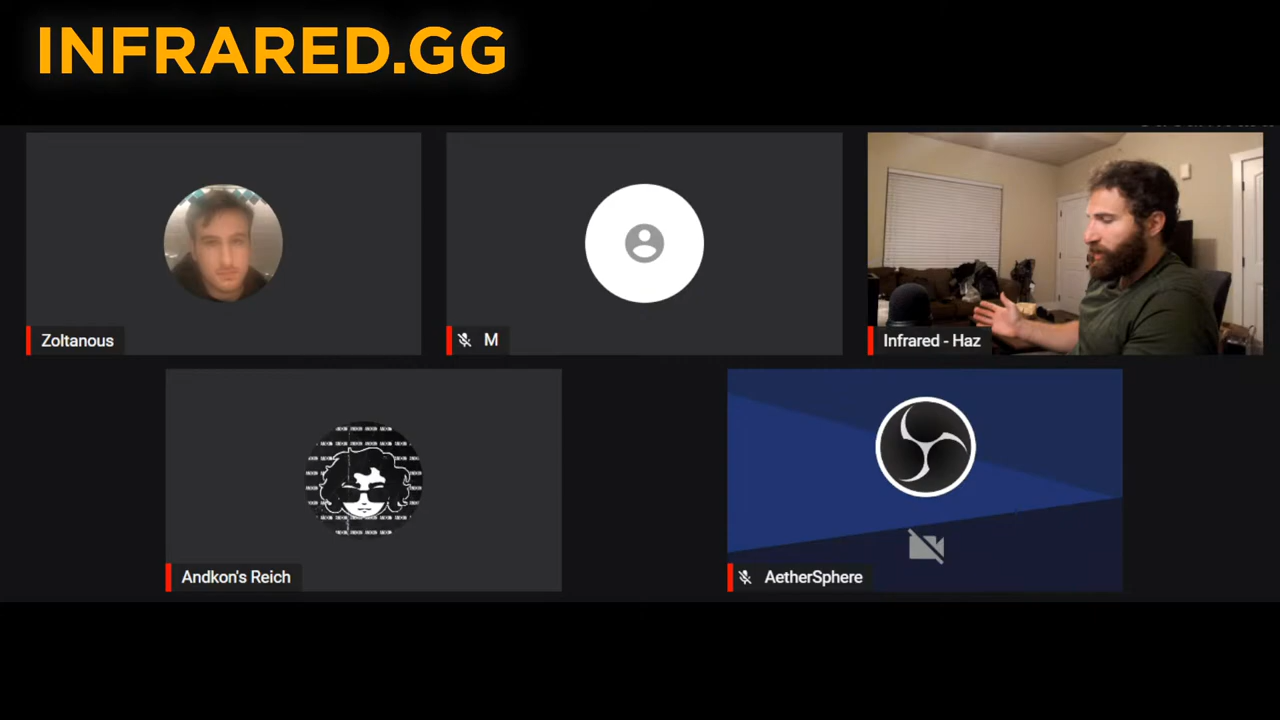 INFRARED.GG
Zoltanous
M
Infrared - Haz
Andkon's Reich
AetherSphere